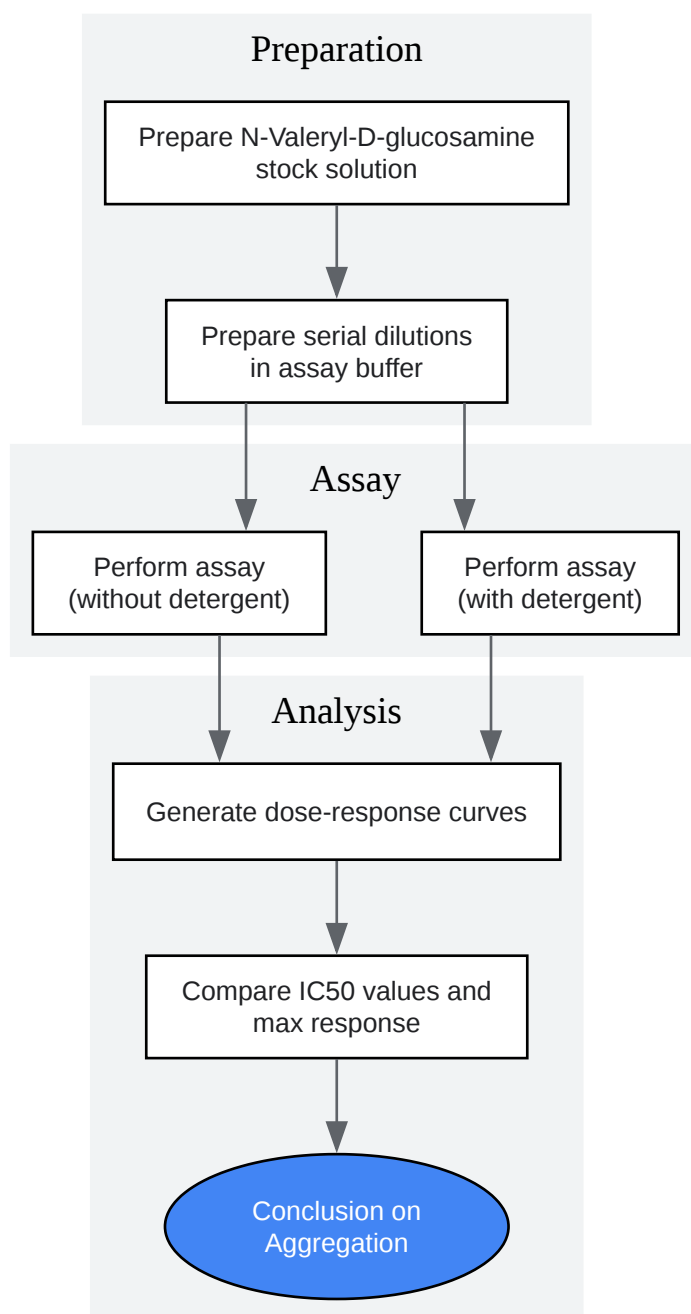 Preparation
Prepare N-Valeryl-D-glucosamine
stock solution
Prepare serial dilutions
in assay buffer
Assay
Perform assay
(without detergent)
Perform assay
(with detergent)
Analysis
Generate dose-response curves
Compare IC50 values and
max response
Conclusion on
Aggregation